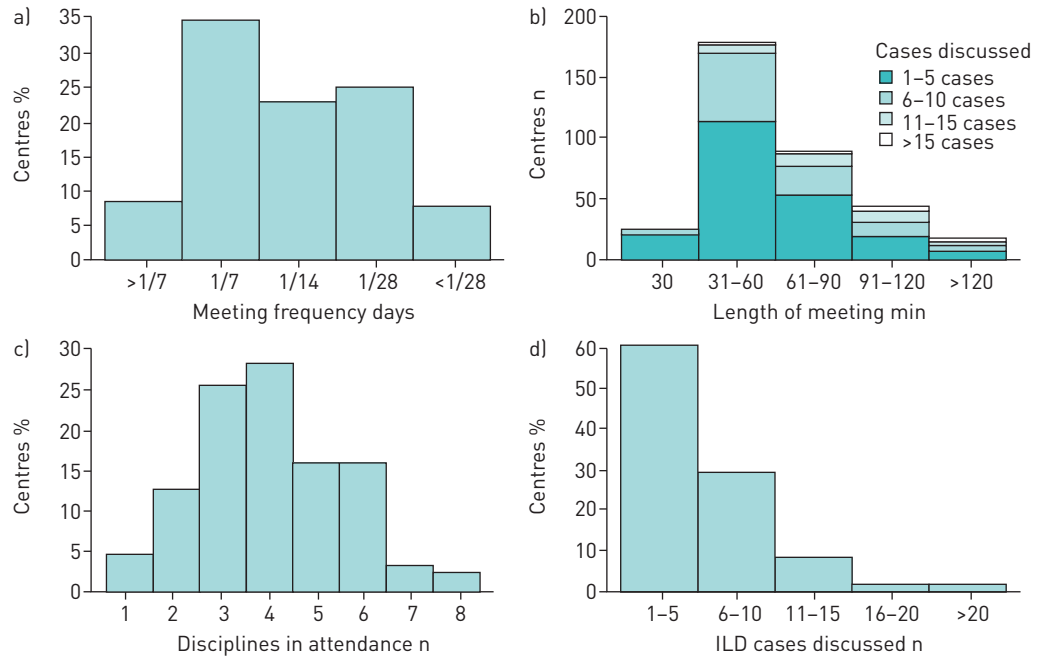 a)
35
30
25
20
15
10
5
0
Centres %
>1/7 1/7 1/14 1/28 <1/28
Meeting frequency days
b)
200
150
100
50
0
Centres n
Cases discussed
1–5 cases
6–10 cases
11–15 cases
>15 cases
30 31–60 61–90 91–120 >120
Length of meeting min
c)
30
25
20
15
10
5
0
Centres %
1 2 3 4 5 6 7 8
Disciplines in attendance n
d)
60
50
40
30
20
10
0
Centres %
1–5 6–10 11–15 16–20 >20
ILD cases discussed n